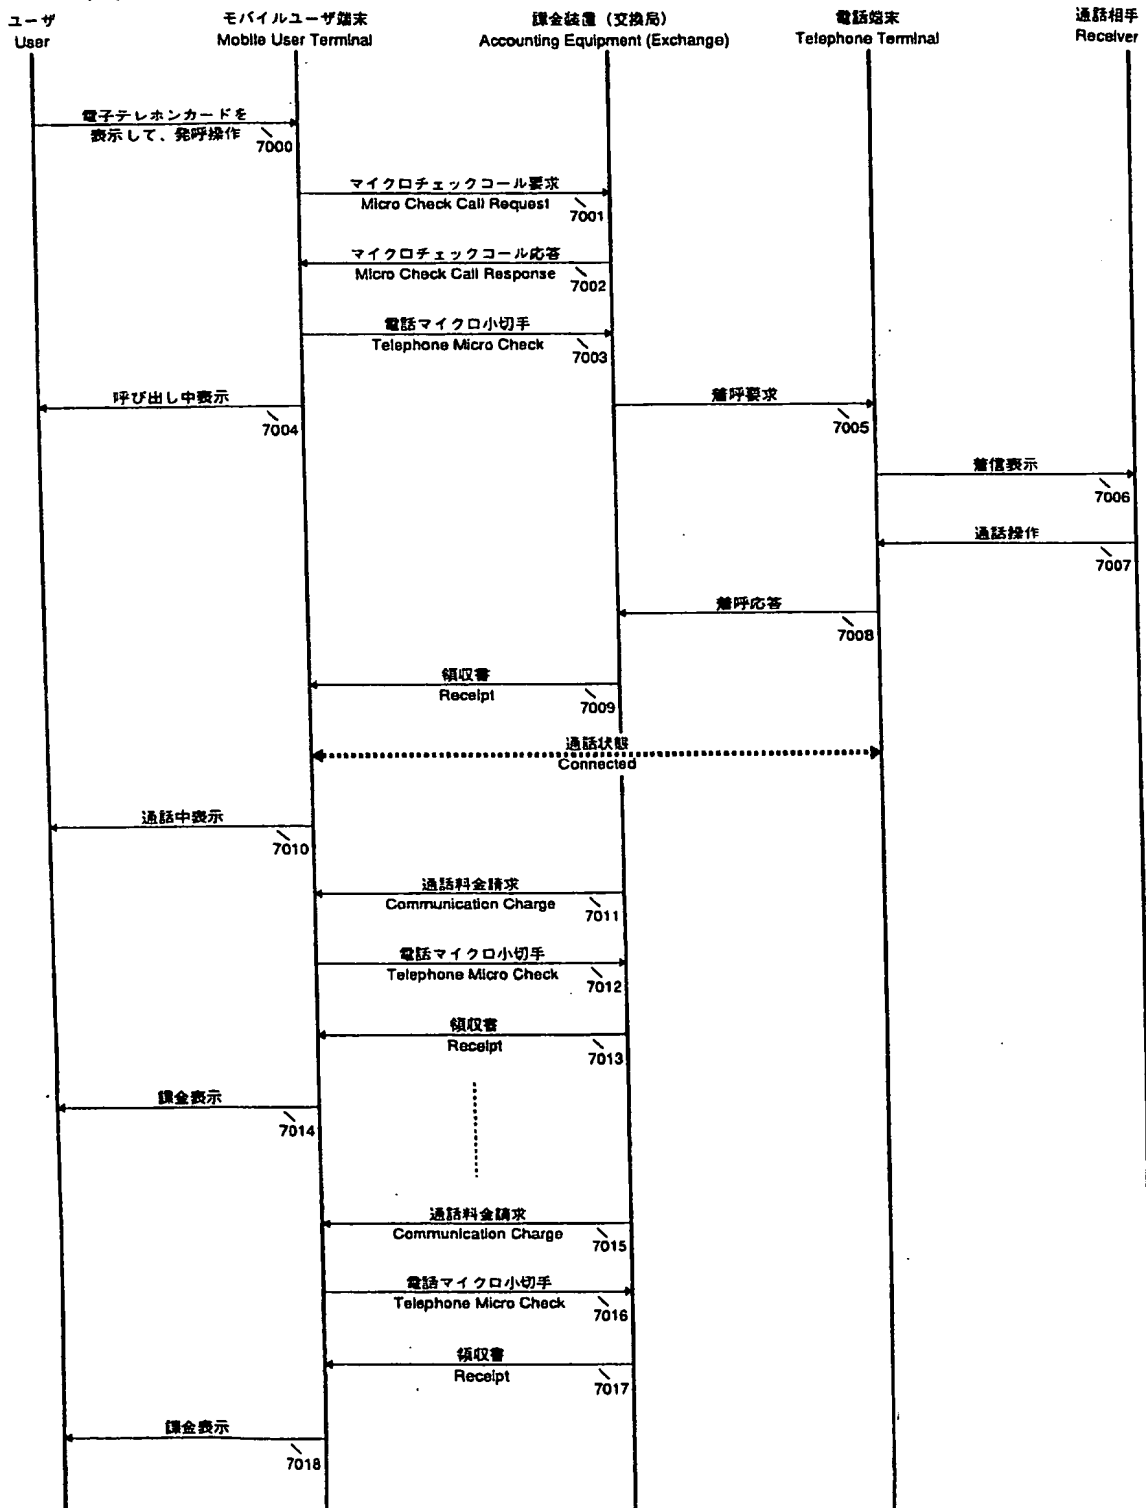 ユーザ
User
モバイルユーザ端末
Mobile User Terminal
課金装置（交換局）
Accounting Equipment (Exchange)
電話端末
Telephone Terminal
通話相手
Receiver
電子テレホンカードを
表示して、発呼操作
7000
マイクロチェックコール要求
Micro Check Call Request
7001
マイクロチェックコール応答
Micro Check Call Response
7002
電話マイクロ小切手
Telephone Micro Check
7003
呼び出し中表示
7004
着呼要求
7005
着信表示
7006
通話操作
7007
着呼応答
7008
領収書
Receipt
7009
通話状態
Connected
通話中表示
7010
通話料金請求
Communication Charge
7011
電話マイクロ小切手
Telephone Micro Check
7012
領収書
Receipt
7013
課金表示
7014
通話料金請求
Communication Charge
7015
電話マイクロ小切手
Telephone Micro Check
7016
領収書
Receipt
7017
課金表示
7018